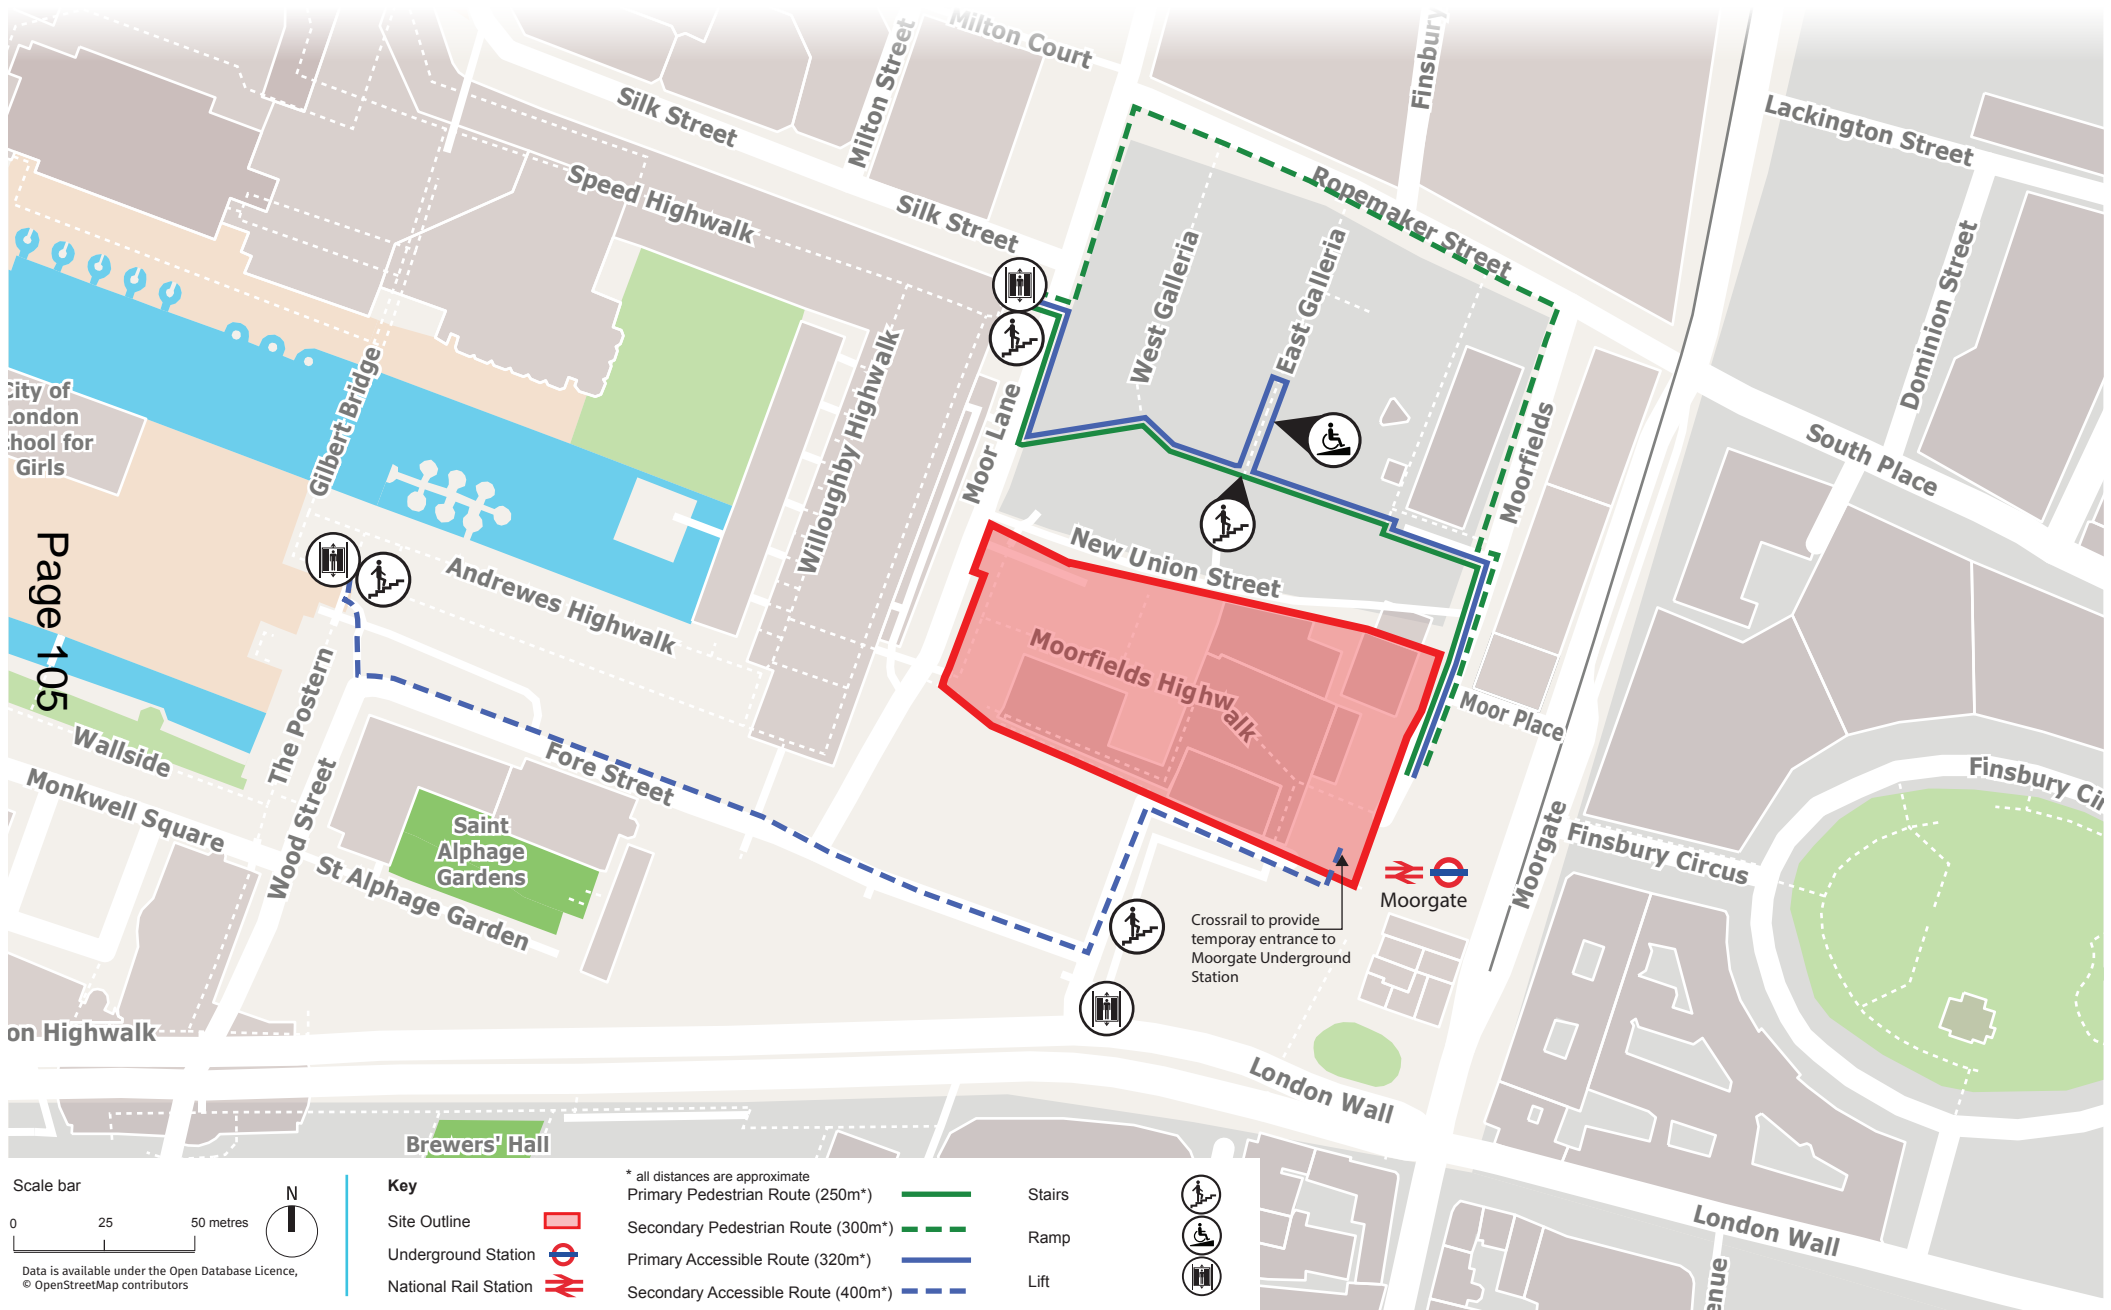 Milton Court
Milton Street
Finsbury
Silk Street
Lackington Street
Speed Highwalk
Silk Street
Ropemaker Street
West Galleria
East Galleria
Dominion Street
Gilbert Bridge
Willoughby Highwalk
Moor Lane
Moorfields
South Place
City of
London
School for
Girls
Page 105
Andrewes Highwalk
New Union Street
Moorfields Highwalk
Moor Place
The Postern
Wallside
Monkwell Square
Wood Street
Fore Street
Saint
Alphage
Gardens
St Alphage Garden
Moorgate
Finsbury Cir
Finsbury Circus
Moorgate
Crossrail to provide
temporay entrance to
Moorgate Underground
Station
on Highwalk
London Wall
Brewers' Hall
London Wall
enue
Scale bar
0 25 50 metres
N
Data is available under the Open Database Licence,
© OpenStreetMap contributors
Key
Site Outline
Underground Station
National Rail Station
* all distances are approximate
Primary Pedestrian Route (250m*)
Secondary Pedestrian Route (300m*)
Primary Accessible Route (320m*)
Secondary Accessible Route (400m*)
Stairs
Ramp
Lift